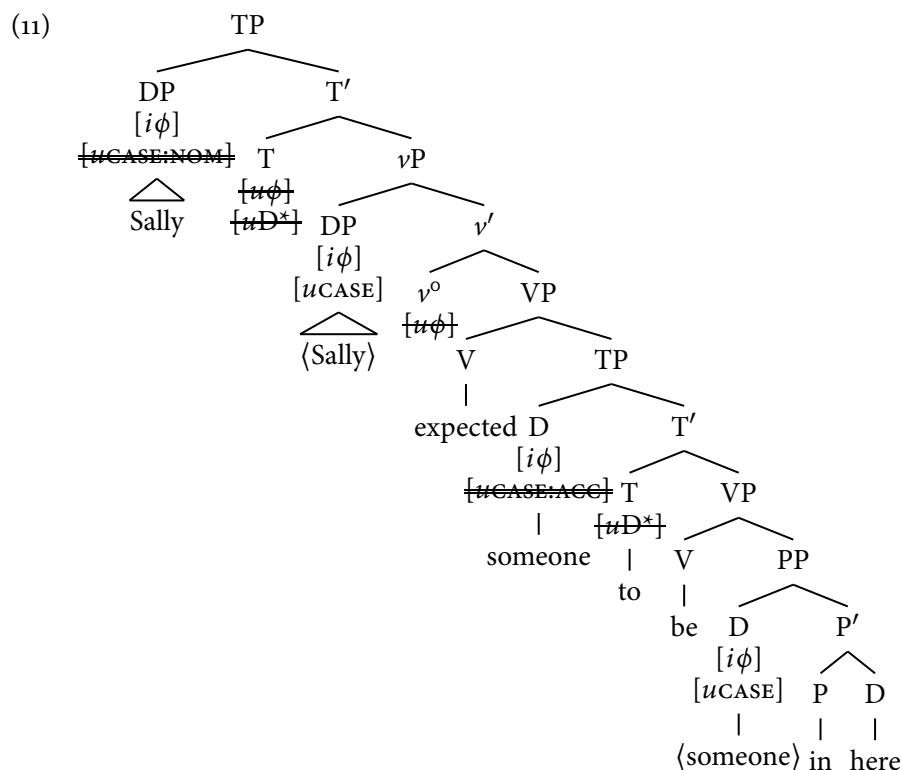 (11) TP
DP T′
[iϕ]
[uCASE:NOM] T vP
[uϕ]
Sally [uD*] DP v′
[iϕ]
[uCASE] vº VP
[uϕ]
⟨Sally⟩ V TP
expected D T′
[iϕ]
[uCASE:ACC] T VP
[uD*]
someone V PP
to
be D P′
[iϕ]
[uCASE] P D
⟨someone⟩ in here